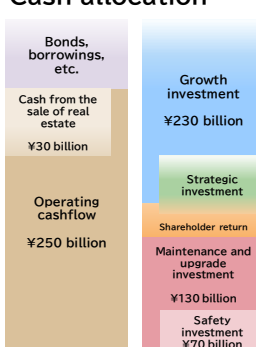 Cash allocation
Bonds,
borrowings,
etc.
Cash from the
sale of real
estate
¥30 billion
Operating
cashflow
¥250 billion
Growth
investment
¥230 billion
Strategic
investment
Shareholder return
Maintenance and
upgrade
investment
¥130 billion
Safety
investment
¥70 billion